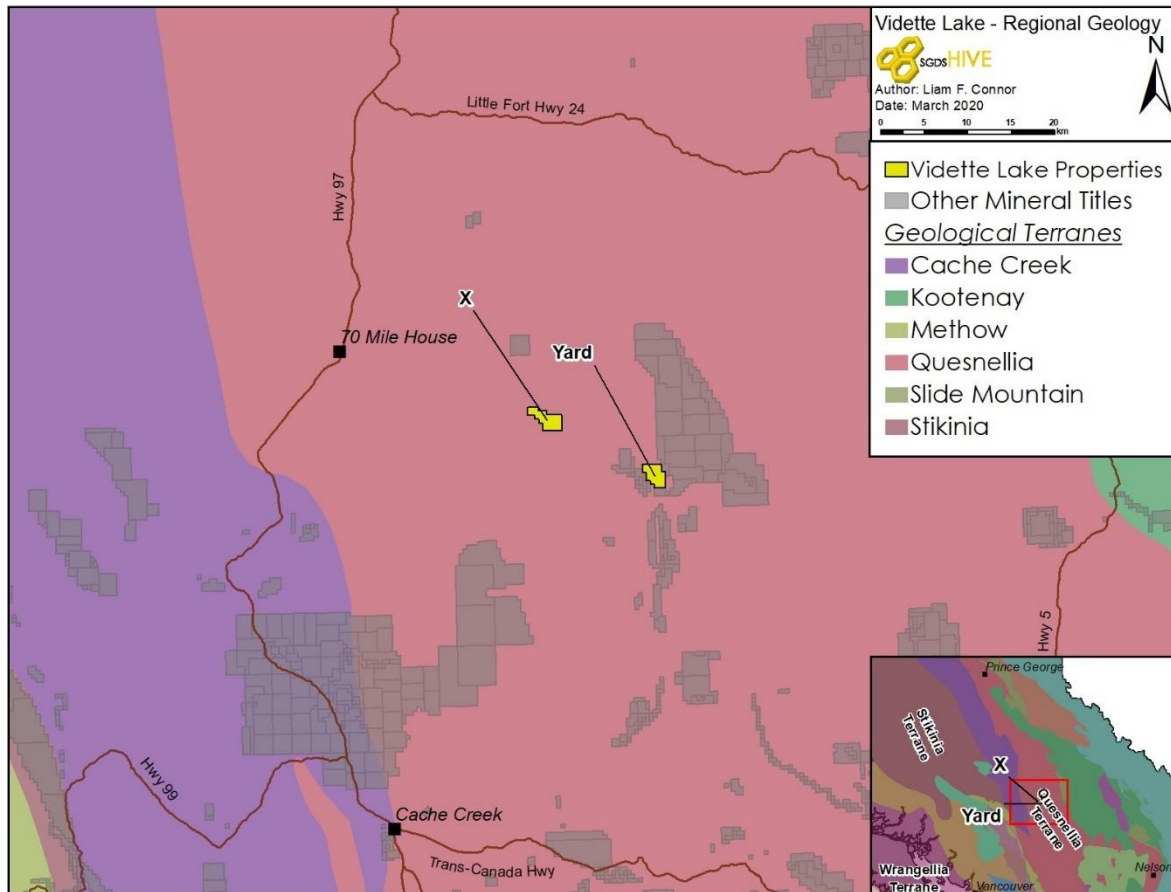 Vidette Lake - Regional Geology
N
SGDS HIVE
Author: Liam F. Connor
Date: March 2020
0 5 10 15 20
km
Vidette Lake Properties
Other Mineral Titles
Geological Terranes
Cache Creek
Kootenay
Methow
Quesnellia
Slide Mountain
Stikinia
Little Fort Hwy 24
Hwy 97
X
70 Mile House
Yard
Hwy 5
Hwy 99
Cache Creek
Trans-Canada Hwy
Prince George
Stikinia
Terrane
X
Quesnellia
Terrane
Yard
Wrangellia
Terrane
Vancouver
Nelson